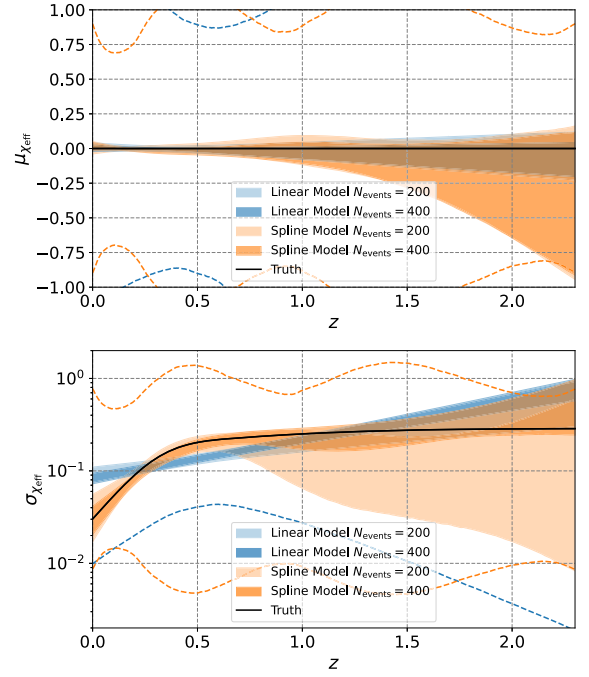 1.00
0.75
0.50
0.25
0.00
−0.25
−0.50
−0.75
−1.00
μχeff
Linear Model Nevents = 200
Linear Model Nevents = 400
Spline Model Nevents = 200
Spline Model Nevents = 400
Truth
0.0 0.5 1.0 1.5 2.0
z
10⁰
10⁻¹
10⁻²
σχeff
Linear Model Nevents = 200
Linear Model Nevents = 400
Spline Model Nevents = 200
Spline Model Nevents = 400
Truth
0.0 0.5 1.0 1.5 2.0
z